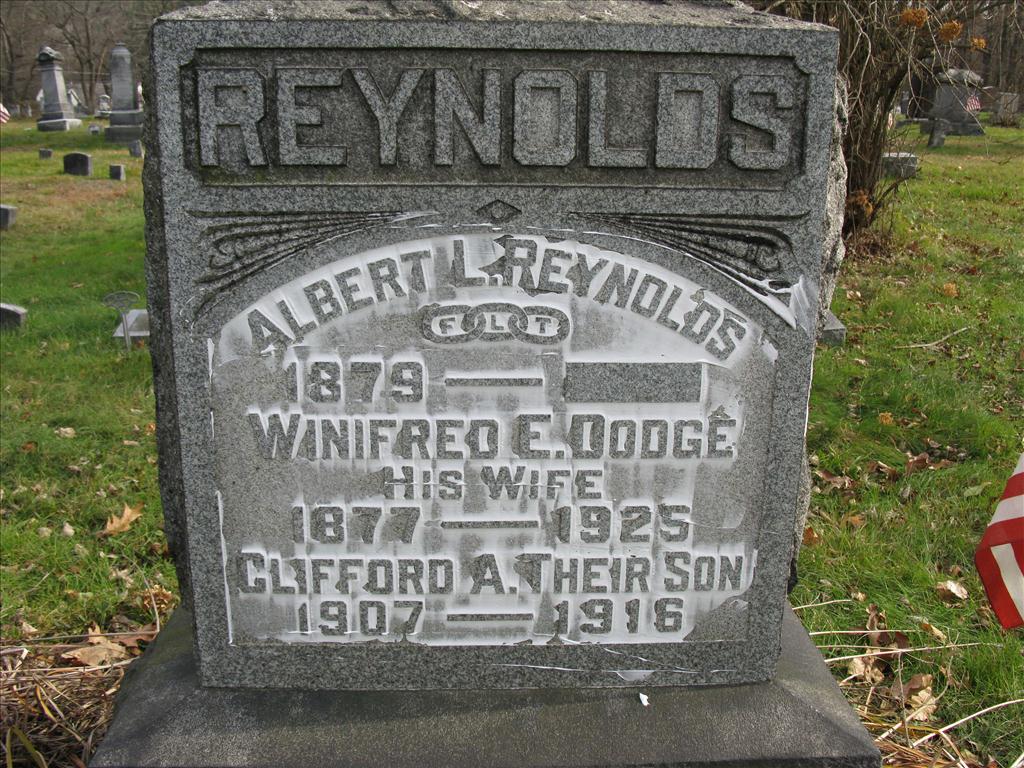 REYNOLDS
ALBERT L. REYNOLDS
F L T
1879 —
WINIFRED E. DODGE
HIS WIFE
1877 — 1925
CLIFFORD A. THEIR SON
1907 — 1916